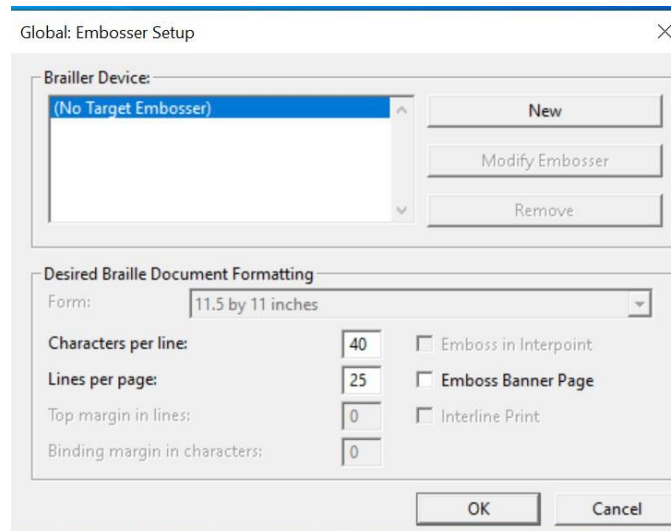 Global: Embosser Setup
Brailler Device:
(No Target Embosser)
New
Modify Embosser
Remove
Desired Braille Document Formatting
Form: 11.5 by 11 inches
Characters per line: 40 Emboss in Interpoint
Lines per page: 25 Emboss Banner Page
Top margin in lines: 0 Interline Print
Binding margin in characters: 0
OK Cancel